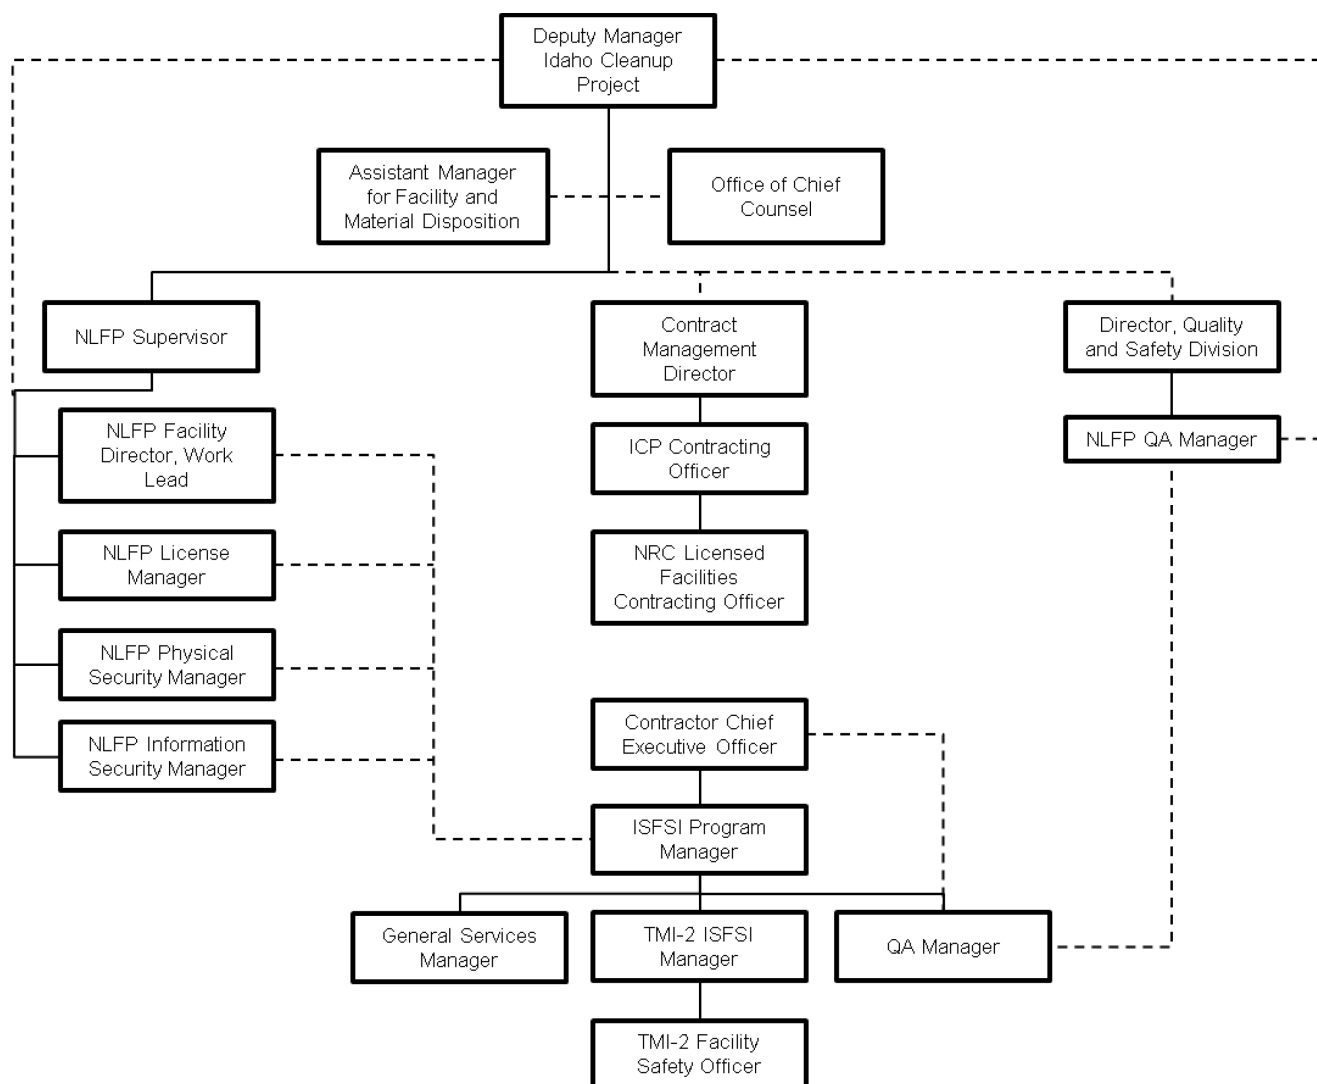 Deputy Manager
Idaho Cleanup
Project
Assistant Manager
for Facility and
Material Disposition
Office of Chief
Counsel
NLFP Supervisor
Contract
Management
Director
Director, Quality
and Safety Division
NLFP Facility
Director, Work
Lead
ICP Contracting
Officer
NLFP QA Manager
NLFP License
Manager
NRC Licensed
Facilities
Contracting Officer
NLFP Physical
Security Manager
NLFP Information
Security Manager
Contractor Chief
Executive Officer
ISFSI Program
Manager
General Services
Manager
TMI-2 ISFSI
Manager
QA Manager
TMI-2 Facility
Safety Officer